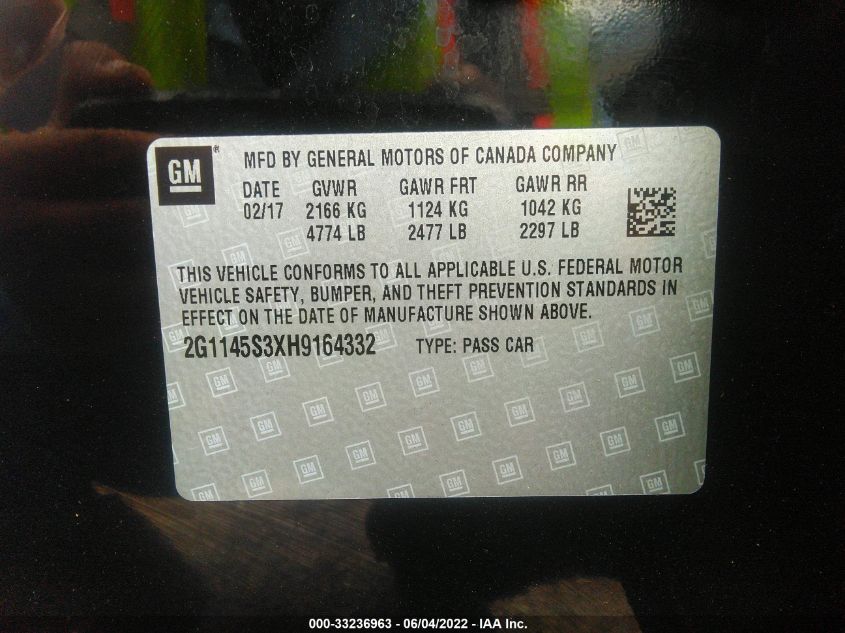 GM ® MFD BY GENERAL MOTORS OF CANADA COMPANY
DATE GVWR GAWR FRT GAWR RR
02/17 2166 KG 1124 KG 1042 KG
4774 LB 2477 LB 2297 LB
THIS VEHICLE CONFORMS TO ALL APPLICABLE U.S. FEDERAL MOTOR
VEHICLE SAFETY, BUMPER, AND THEFT PREVENTION STANDARDS IN
EFFECT ON THE DATE OF MANUFACTURE SHOWN ABOVE.
2G1145S3XH9164332 TYPE: PASS CAR
000-33236963 - 06/04/2022 - IAA Inc.